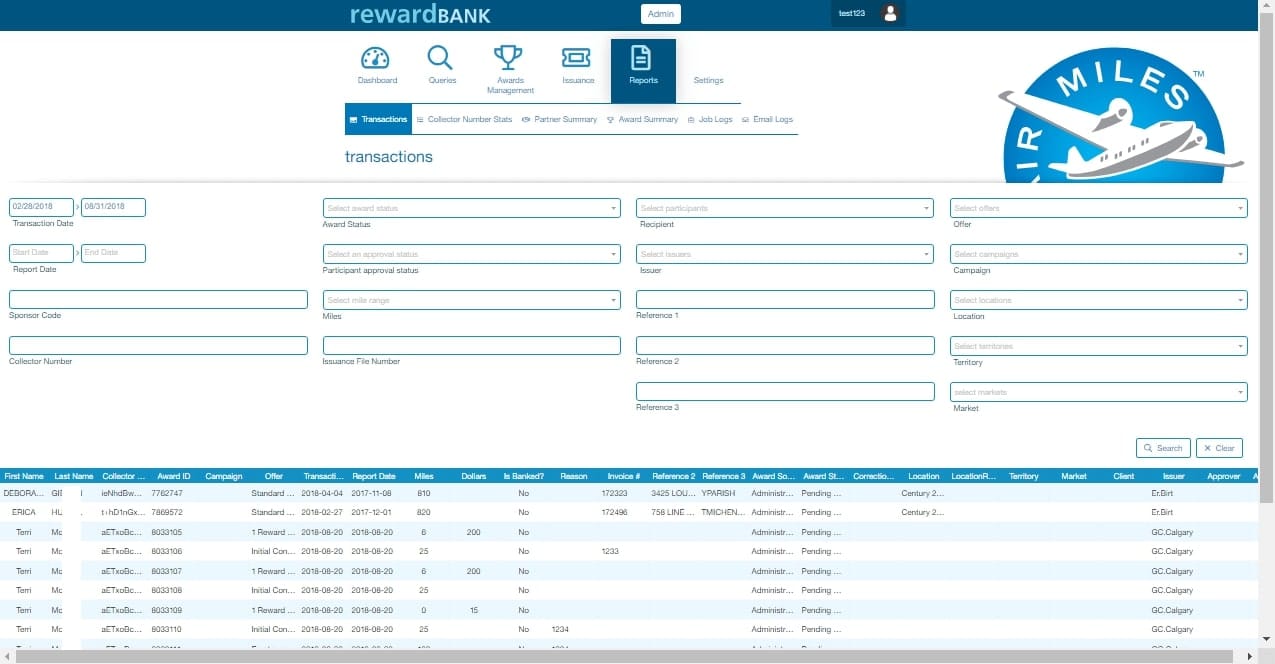 rewardBANK
Admin
test123
Dashboard Queries Awards Management Issuance Reports Settings
AIR MILES TM
Transactions Collector Number Stats Partner Summary Award Summary Job Logs Email Logs
transactions
02/28/2018 08/31/2018 Select award status Select participants Select offers
Transaction Date Award Status Recipient Offer
Start Date End Date Select an approval status Select issuers Select campaigns
Report Date Participant approval status Issuer Campaign
Select mile range Select locations
Sponsor Code Miles Reference 1 Location
Select territories
Collector Number Issuance File Number Reference 2 Territory
select markets
Reference 3 Market
Search Clear
First Name Last Name Collector ... Award ID Campaign Offer Transacti... Report Date Miles Dollars Is Banked? Reason Invoice # Reference 2 Reference 3 Award So... Award St... Correctio... Location LocationR... Territory Market Client Issuer Approver A
DEBORA... 7762747 Standard ... 2018-04-04 2017-11-08 810 No 172323 3425 LOU... YPARISH Administr... Pending ... Century 2... Er.Birt
ERICA HU 7869572 Standard ... 2018-02-27 2017-12-01 820 No 172496 758 LINE ... TMICHEN... Administr... Pending ... Century 2... Er.Birt
Terri Mc aETxoBc... 8033105 1 Reward ... 2018-08-20 2018-08-20 6 200 No Administr... Pending ... GC.Calgary
Terri Mc aETxoBc... 8033106 Initial Con... 2018-08-20 2018-08-20 25 No 1233 Administr... Pending ... GC.Calgary
Terri Mc aETxoBc... 8033107 1 Reward ... 2018-08-20 2018-08-20 6 200 No Administr... Pending ... GC.Calgary
Terri Mc aETxoBc... 8033108 Initial Con... 2018-08-20 2018-08-20 25 No Administr... Pending ... GC.Calgary
Terri Mc aETxoBc... 8033109 1 Reward ... 2018-08-20 2018-08-20 0 15 No Administr... Pending ... GC.Calgary
Terri Mc aETxoBc... 8033110 Initial Con... 2018-08-20 2018-08-20 25 No 1234 Administr... Pending ... GC.Calgary